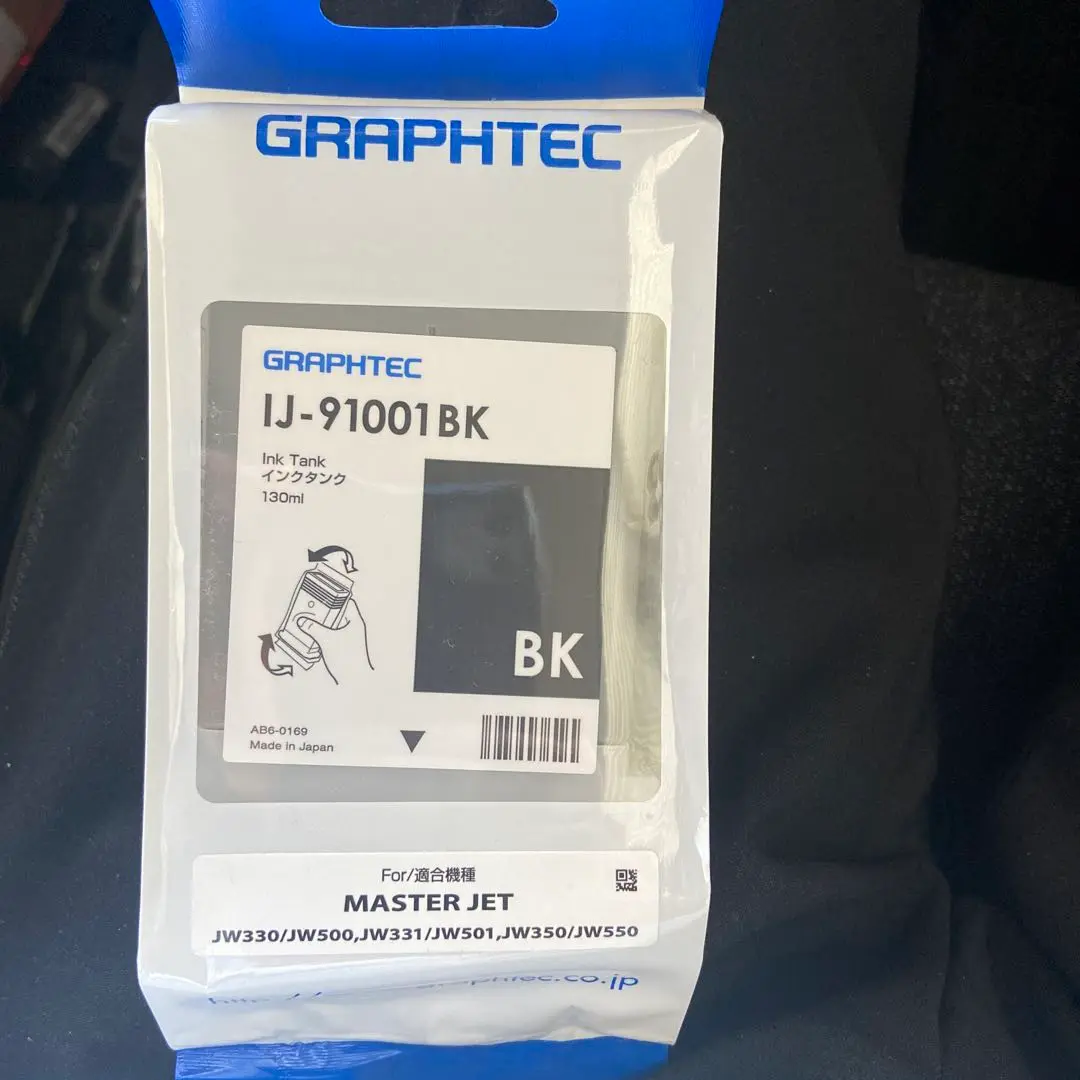 GRAPHTEC
GRAPHTEC
IJ-91001BK
Ink Tank
インクタンク
130ml
BK
AB6-0169
Made in Japan
For/適合機種
MASTER JET
JW330/JW500,JW331/JW501,JW350/JW550
graphtec.co.jp